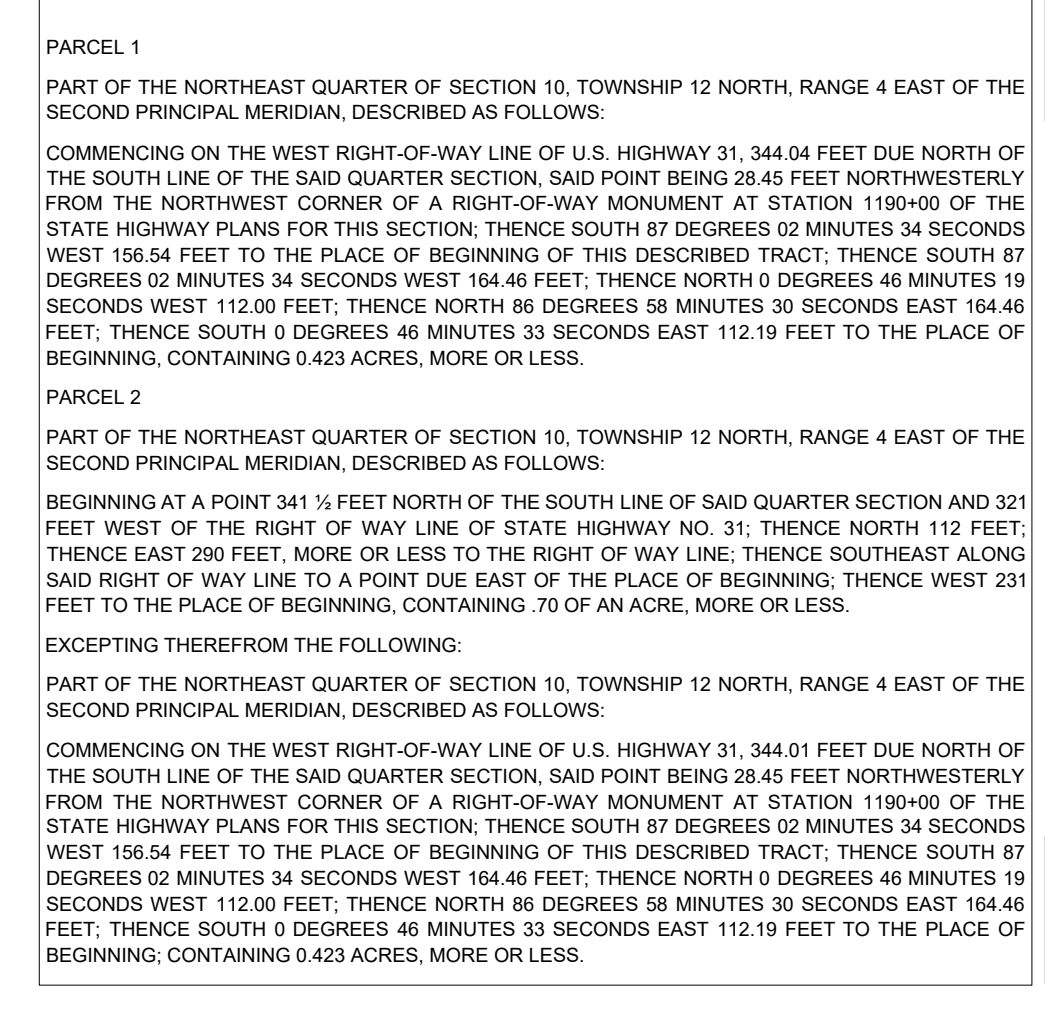 PARCEL 1
PART OF THE NORTHEAST QUARTER OF SECTION 10, TOWNSHIP 12 NORTH, RANGE 4 EAST OF THE
SECOND PRINCIPAL MERIDIAN, DESCRIBED AS FOLLOWS:
COMMENCING ON THE WEST RIGHT-OF-WAY LINE OF U.S. HIGHWAY 31, 344.04 FEET DUE NORTH OF
THE SOUTH LINE OF THE SAID QUARTER SECTION, SAID POINT BEING 28.45 FEET NORTHWESTERLY
FROM THE NORTHWEST CORNER OF A RIGHT-OF-WAY MONUMENT AT STATION 1190+00 OF THE
STATE HIGHWAY PLANS FOR THIS SECTION; THENCE SOUTH 87 DEGREES 02 MINUTES 34 SECONDS
WEST 156.54 FEET TO THE PLACE OF BEGINNING OF THIS DESCRIBED TRACT; THENCE SOUTH 87
DEGREES 02 MINUTES 34 SECONDS WEST 164.46 FEET; THENCE NORTH 0 DEGREES 46 MINUTES 19
SECONDS WEST 112.00 FEET; THENCE NORTH 86 DEGREES 58 MINUTES 30 SECONDS EAST 164.46
FEET; THENCE SOUTH 0 DEGREES 46 MINUTES 33 SECONDS EAST 112.19 FEET TO THE PLACE OF
BEGINNING, CONTAINING 0.423 ACRES, MORE OR LESS.
PARCEL 2
PART OF THE NORTHEAST QUARTER OF SECTION 10, TOWNSHIP 12 NORTH, RANGE 4 EAST OF THE
SECOND PRINCIPAL MERIDIAN, DESCRIBED AS FOLLOWS:
BEGINNING AT A POINT 341 ½ FEET NORTH OF THE SOUTH LINE OF SAID QUARTER SECTION AND 321
FEET WEST OF THE RIGHT OF WAY LINE OF STATE HIGHWAY NO. 31; THENCE NORTH 112 FEET;
THENCE EAST 290 FEET, MORE OR LESS TO THE RIGHT OF WAY LINE; THENCE SOUTHEAST ALONG
SAID RIGHT OF WAY LINE TO A POINT DUE EAST OF THE PLACE OF BEGINNING; THENCE WEST 231
FEET TO THE PLACE OF BEGINNING, CONTAINING .70 OF AN ACRE, MORE OR LESS.
EXCEPTING THEREFROM THE FOLLOWING:
PART OF THE NORTHEAST QUARTER OF SECTION 10, TOWNSHIP 12 NORTH, RANGE 4 EAST OF THE
SECOND PRINCIPAL MERIDIAN, DESCRIBED AS FOLLOWS:
COMMENCING ON THE WEST RIGHT-OF-WAY LINE OF U.S. HIGHWAY 31, 344.01 FEET DUE NORTH OF
THE SOUTH LINE OF THE SAID QUARTER SECTION, SAID POINT BEING 28.45 FEET NORTHWESTERLY
FROM THE NORTHWEST CORNER OF A RIGHT-OF-WAY MONUMENT AT STATION 1190+00 OF THE
STATE HIGHWAY PLANS FOR THIS SECTION; THENCE SOUTH 87 DEGREES 02 MINUTES 34 SECONDS
WEST 156.54 FEET TO THE PLACE OF BEGINNING OF THIS DESCRIBED TRACT; THENCE SOUTH 87
DEGREES 02 MINUTES 34 SECONDS WEST 164.46 FEET; THENCE NORTH 0 DEGREES 46 MINUTES 19
SECONDS WEST 112.00 FEET; THENCE NORTH 86 DEGREES 58 MINUTES 30 SECONDS EAST 164.46
FEET; THENCE SOUTH 0 DEGREES 46 MINUTES 33 SECONDS EAST 112.19 FEET TO THE PLACE OF
BEGINNING; CONTAINING 0.423 ACRES, MORE OR LESS.